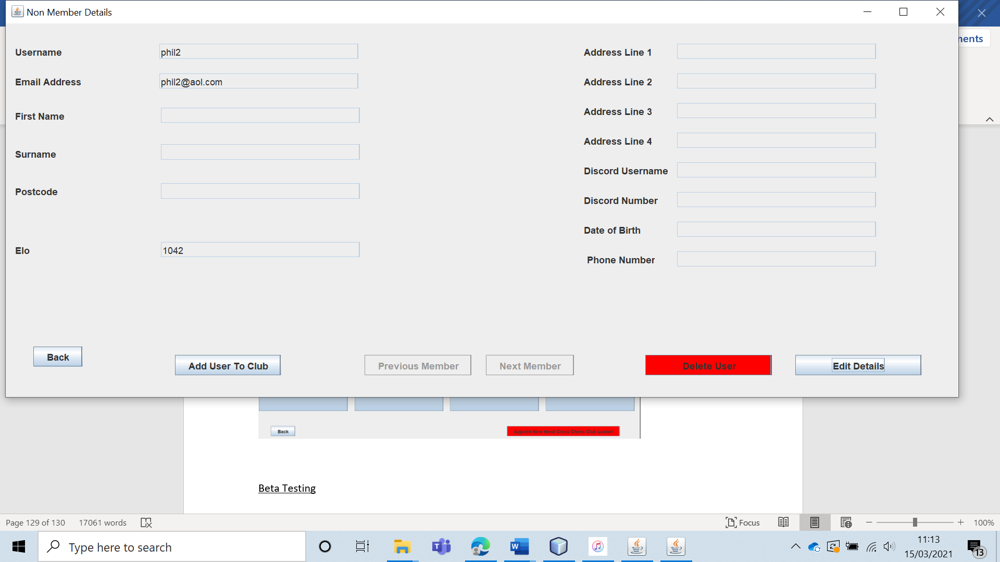 Non Member Details
ments
Username
phil2
Email Address
phil2@aol.com
First Name
Surname
Postcode
Elo
1042
Address Line 1
Address Line 2
Address Line 3
Address Line 4
Discord Username
Discord Number
Date of Birth
Phone Number
Back
Add User To Club
Previous Member
Next Member
Delete User
Edit Details
Back
Appoint New West Cross Chess Club Leader
Beta Testing
Page 129 of 130
17061 words
Focus
100%
Type here to search
11:13
15/03/2021
13